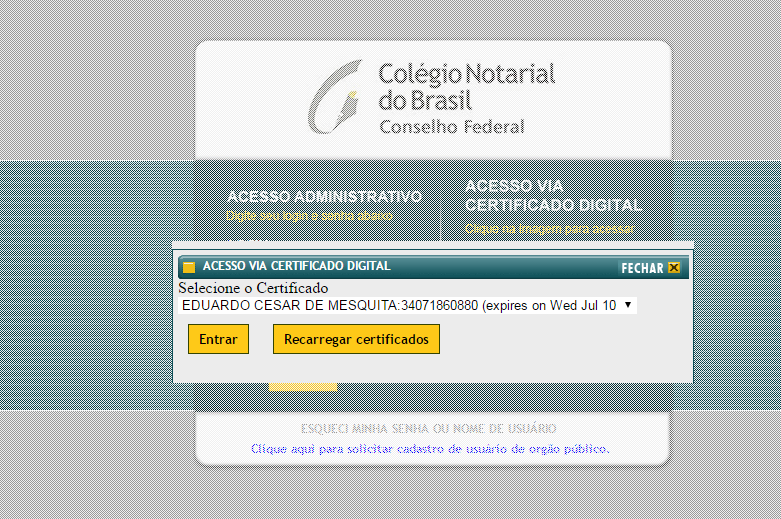 Colégio Notarial
do Brasil
Conselho Federal
ACESSO ADMINISTRATIVO
Digite seu login e senha abaixo
ACESSO VIA
CERTIFICADO DIGITAL
Clique na Imagem para acessar
ACESSO VIA CERTIFICADO DIGITAL
FECHAR
Selecione o Certificado
EDUARDO CESAR DE MESQUITA:34071860880 (expires on Wed Jul 10
Entrar
Recarregar certificados
ESQUECI MINHA SENHA OU NOME DE USUÁRIO
Clique aqui para solicitar cadastro de usuário de orgão público.